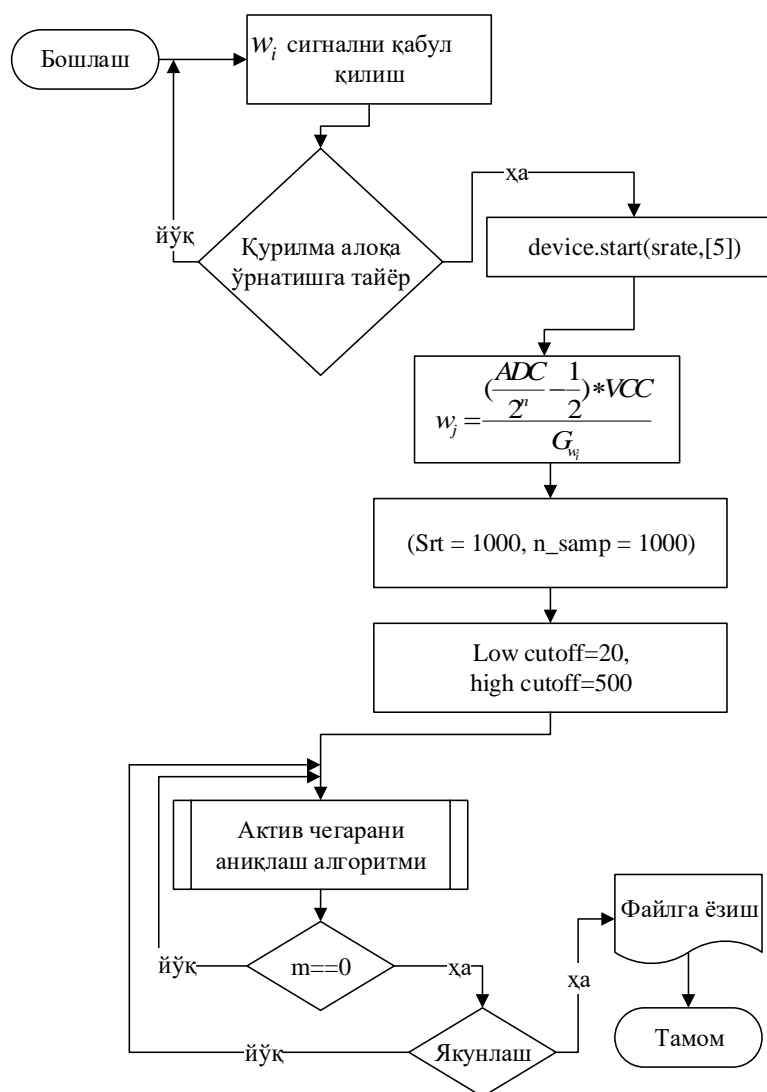 Бошлаш
w_i сигнални қабул
қилиш
ҳа
йўқ
Қурилма алоқа
ўрнатишга тайёр
device.start(srate,[5])
w_j = ((ADC/2^n - 1/2)*VCC)/G_{w_i}
(Srt = 1000, n_samp = 1000)
Low cutoff=20,
high cutoff=500
Актив чегарани
аниқлаш алгоритми
йўқ
m==0
ҳа
Файлга ёзиш
ҳа
Тамом
йўқ
Якунлаш